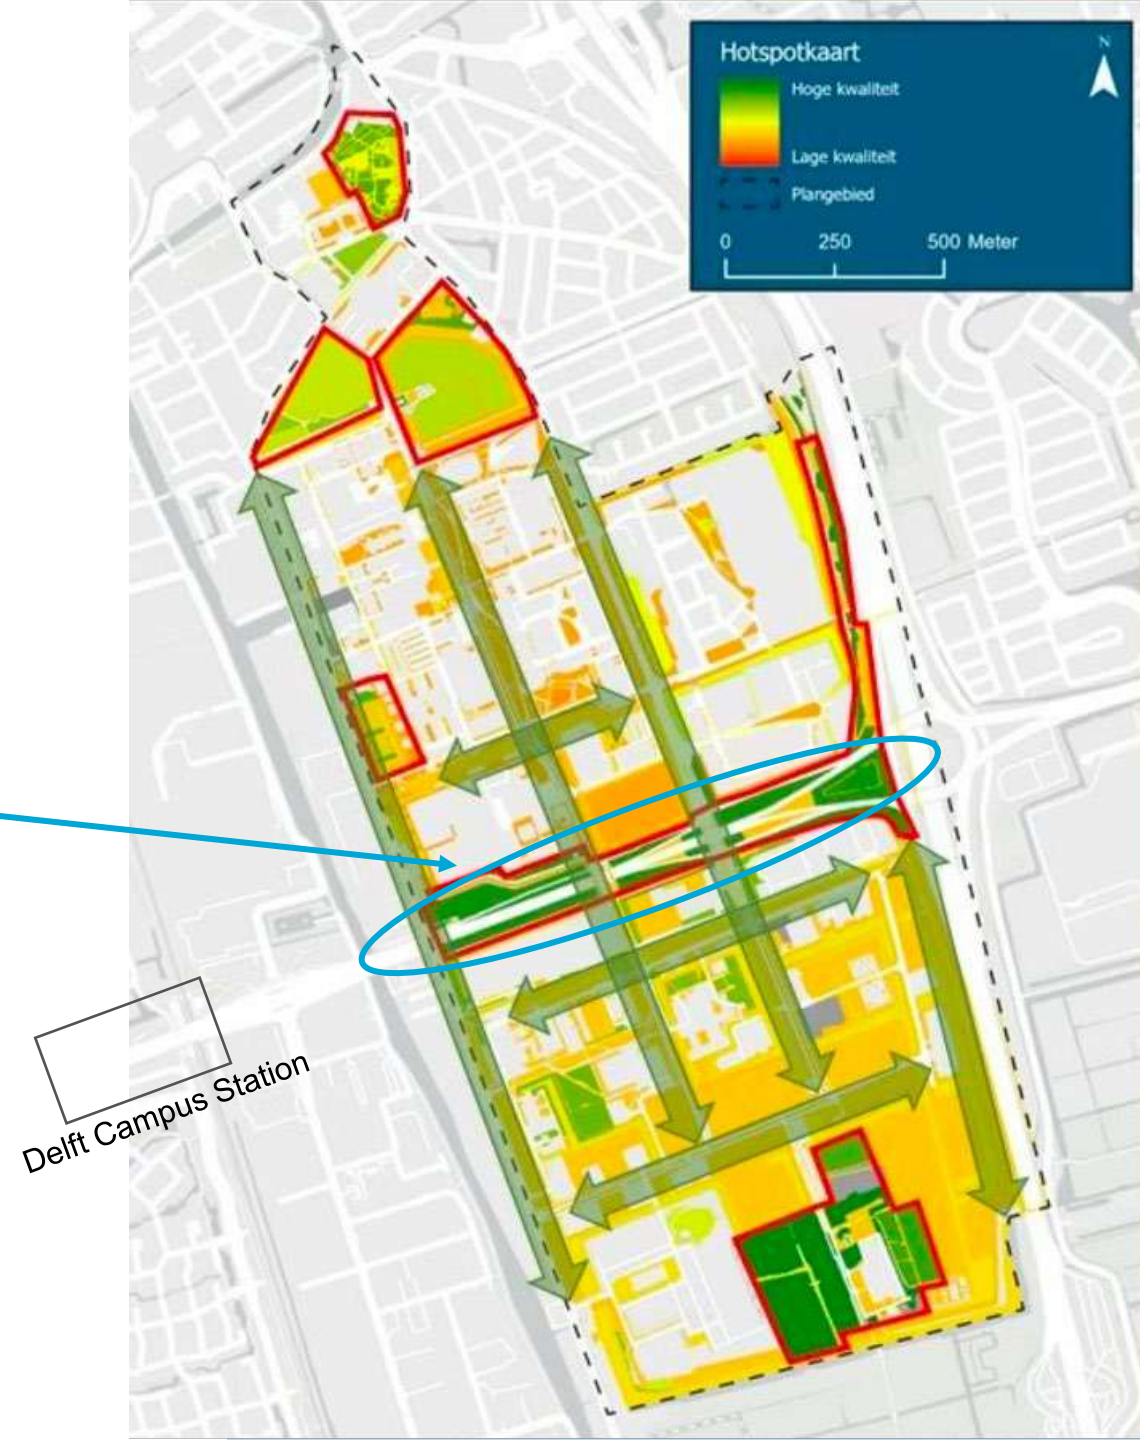 Hotspotkaart
N
Hoge kwaliteit
Lage kwaliteit
Plangebied
0 250 500 Meter
Delft Campus Station